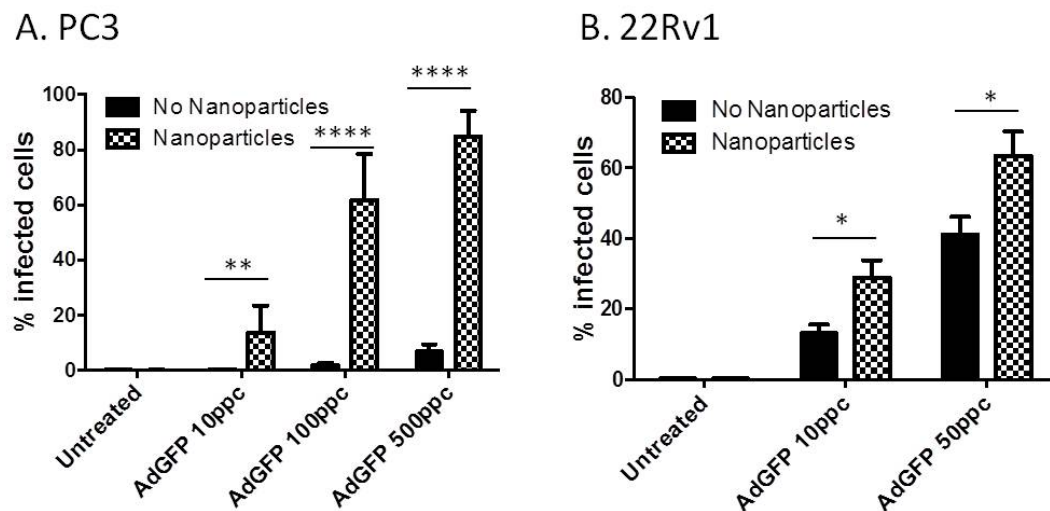 A. PC3
No Nanoparticles
Nanoparticles
% infected cells
100
80
60
40
20
0
**
****
****
Untreated
AdGFP 10ppc
AdGFP 100ppc
AdGFP 500ppc
B. 22Rv1
No Nanoparticles
Nanoparticles
% infected cells
80
60
40
20
0
*
*
Untreated
AdGFP 10ppc
AdGFP 50ppc